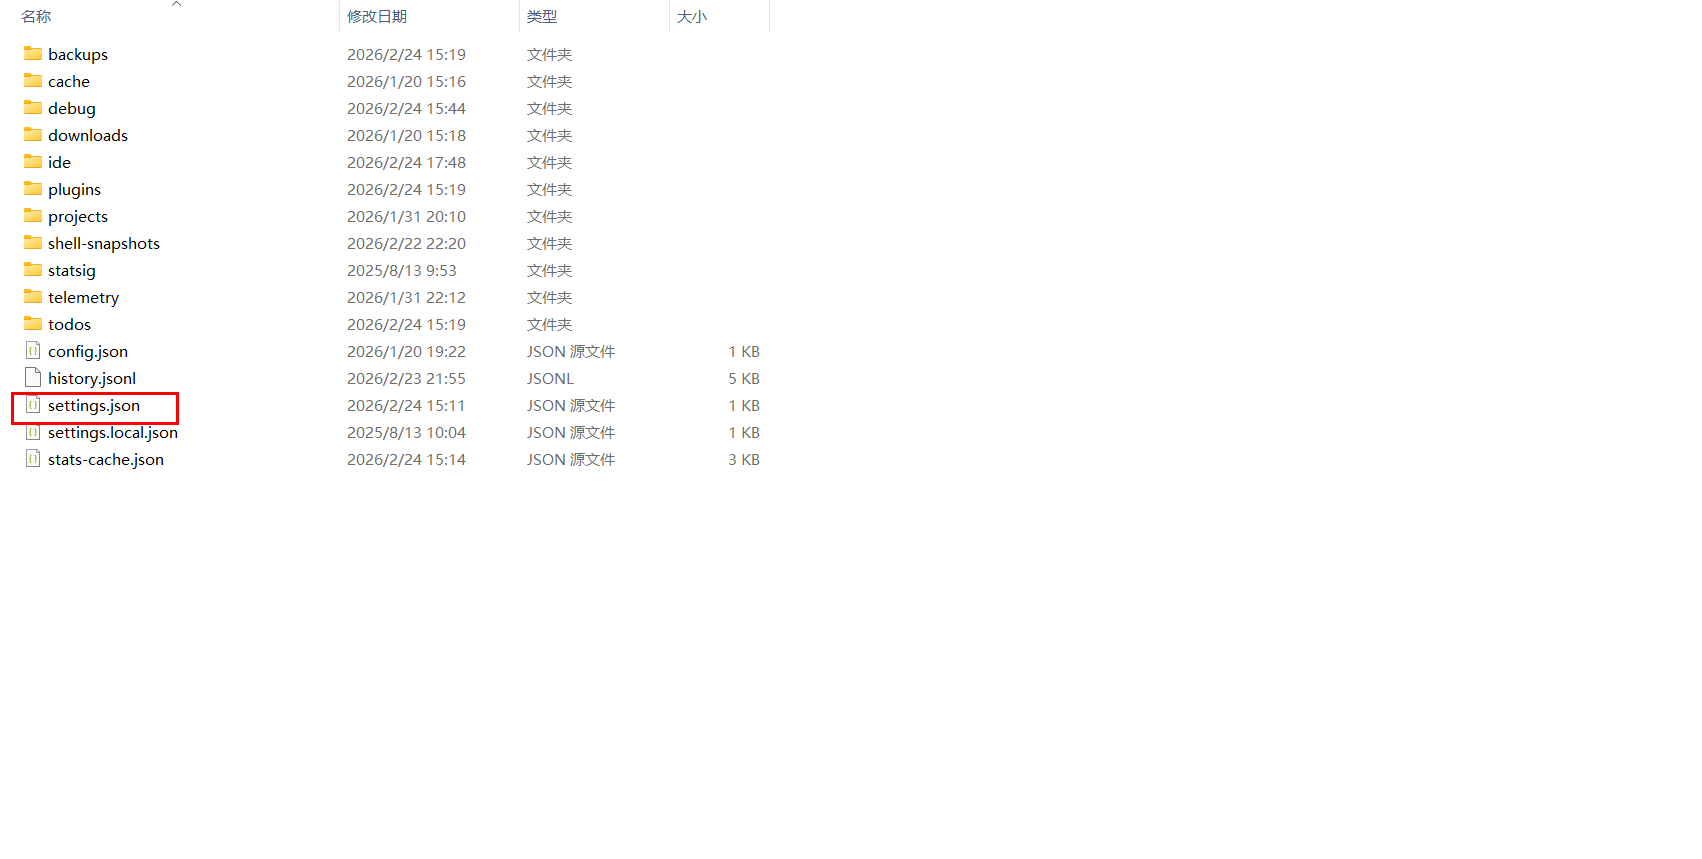 名称 修改日期 类型 大小
backups 2026/2/24 15:19 文件夹
cache 2026/1/20 15:16 文件夹
debug 2026/2/24 15:44 文件夹
downloads 2026/1/20 15:18 文件夹
ide 2026/2/24 17:48 文件夹
plugins 2026/2/24 15:19 文件夹
projects 2026/1/31 20:10 文件夹
shell-snapshots 2026/2/22 22:20 文件夹
statsig 2025/8/13 9:53 文件夹
telemetry 2026/1/31 22:12 文件夹
todos 2026/2/24 15:19 文件夹
config.json 2026/1/20 19:22 JSON 源文件 1 KB
history.jsonl 2026/2/23 21:55 JSONL 5 KB
settings.json 2026/2/24 15:11 JSON 源文件 1 KB
settings.local.json 2025/8/13 10:04 JSON 源文件 1 KB
stats-cache.json 2026/2/24 15:14 JSON 源文件 3 KB